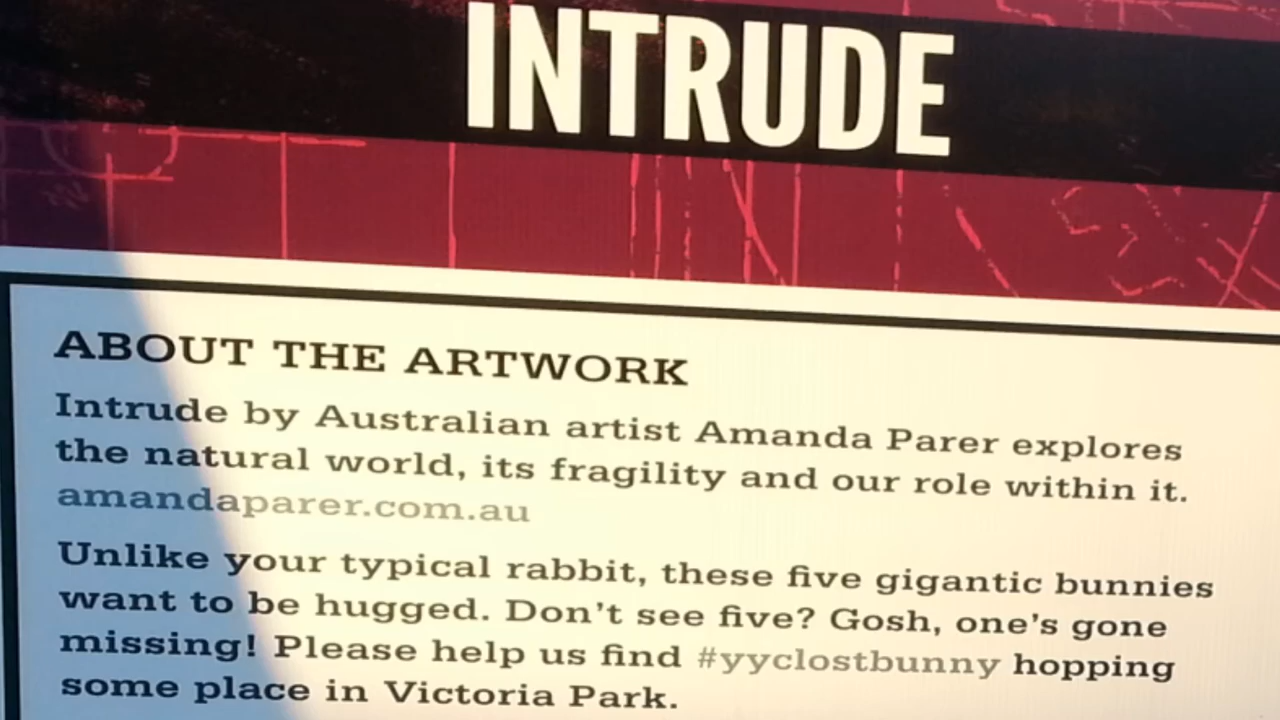 INTRUDE
ABOUT THE ARTWORK
Intrude by Australian artist Amanda Parer explores
the natural world, its fragility and our role within it.
amandaparer.com.au
Unlike your typical rabbit, these five gigantic bunnies
want to be hugged. Don't see five? Gosh, one's gone
missing! Please help us find #yyclostbunny hopping
some place in Victoria Park.